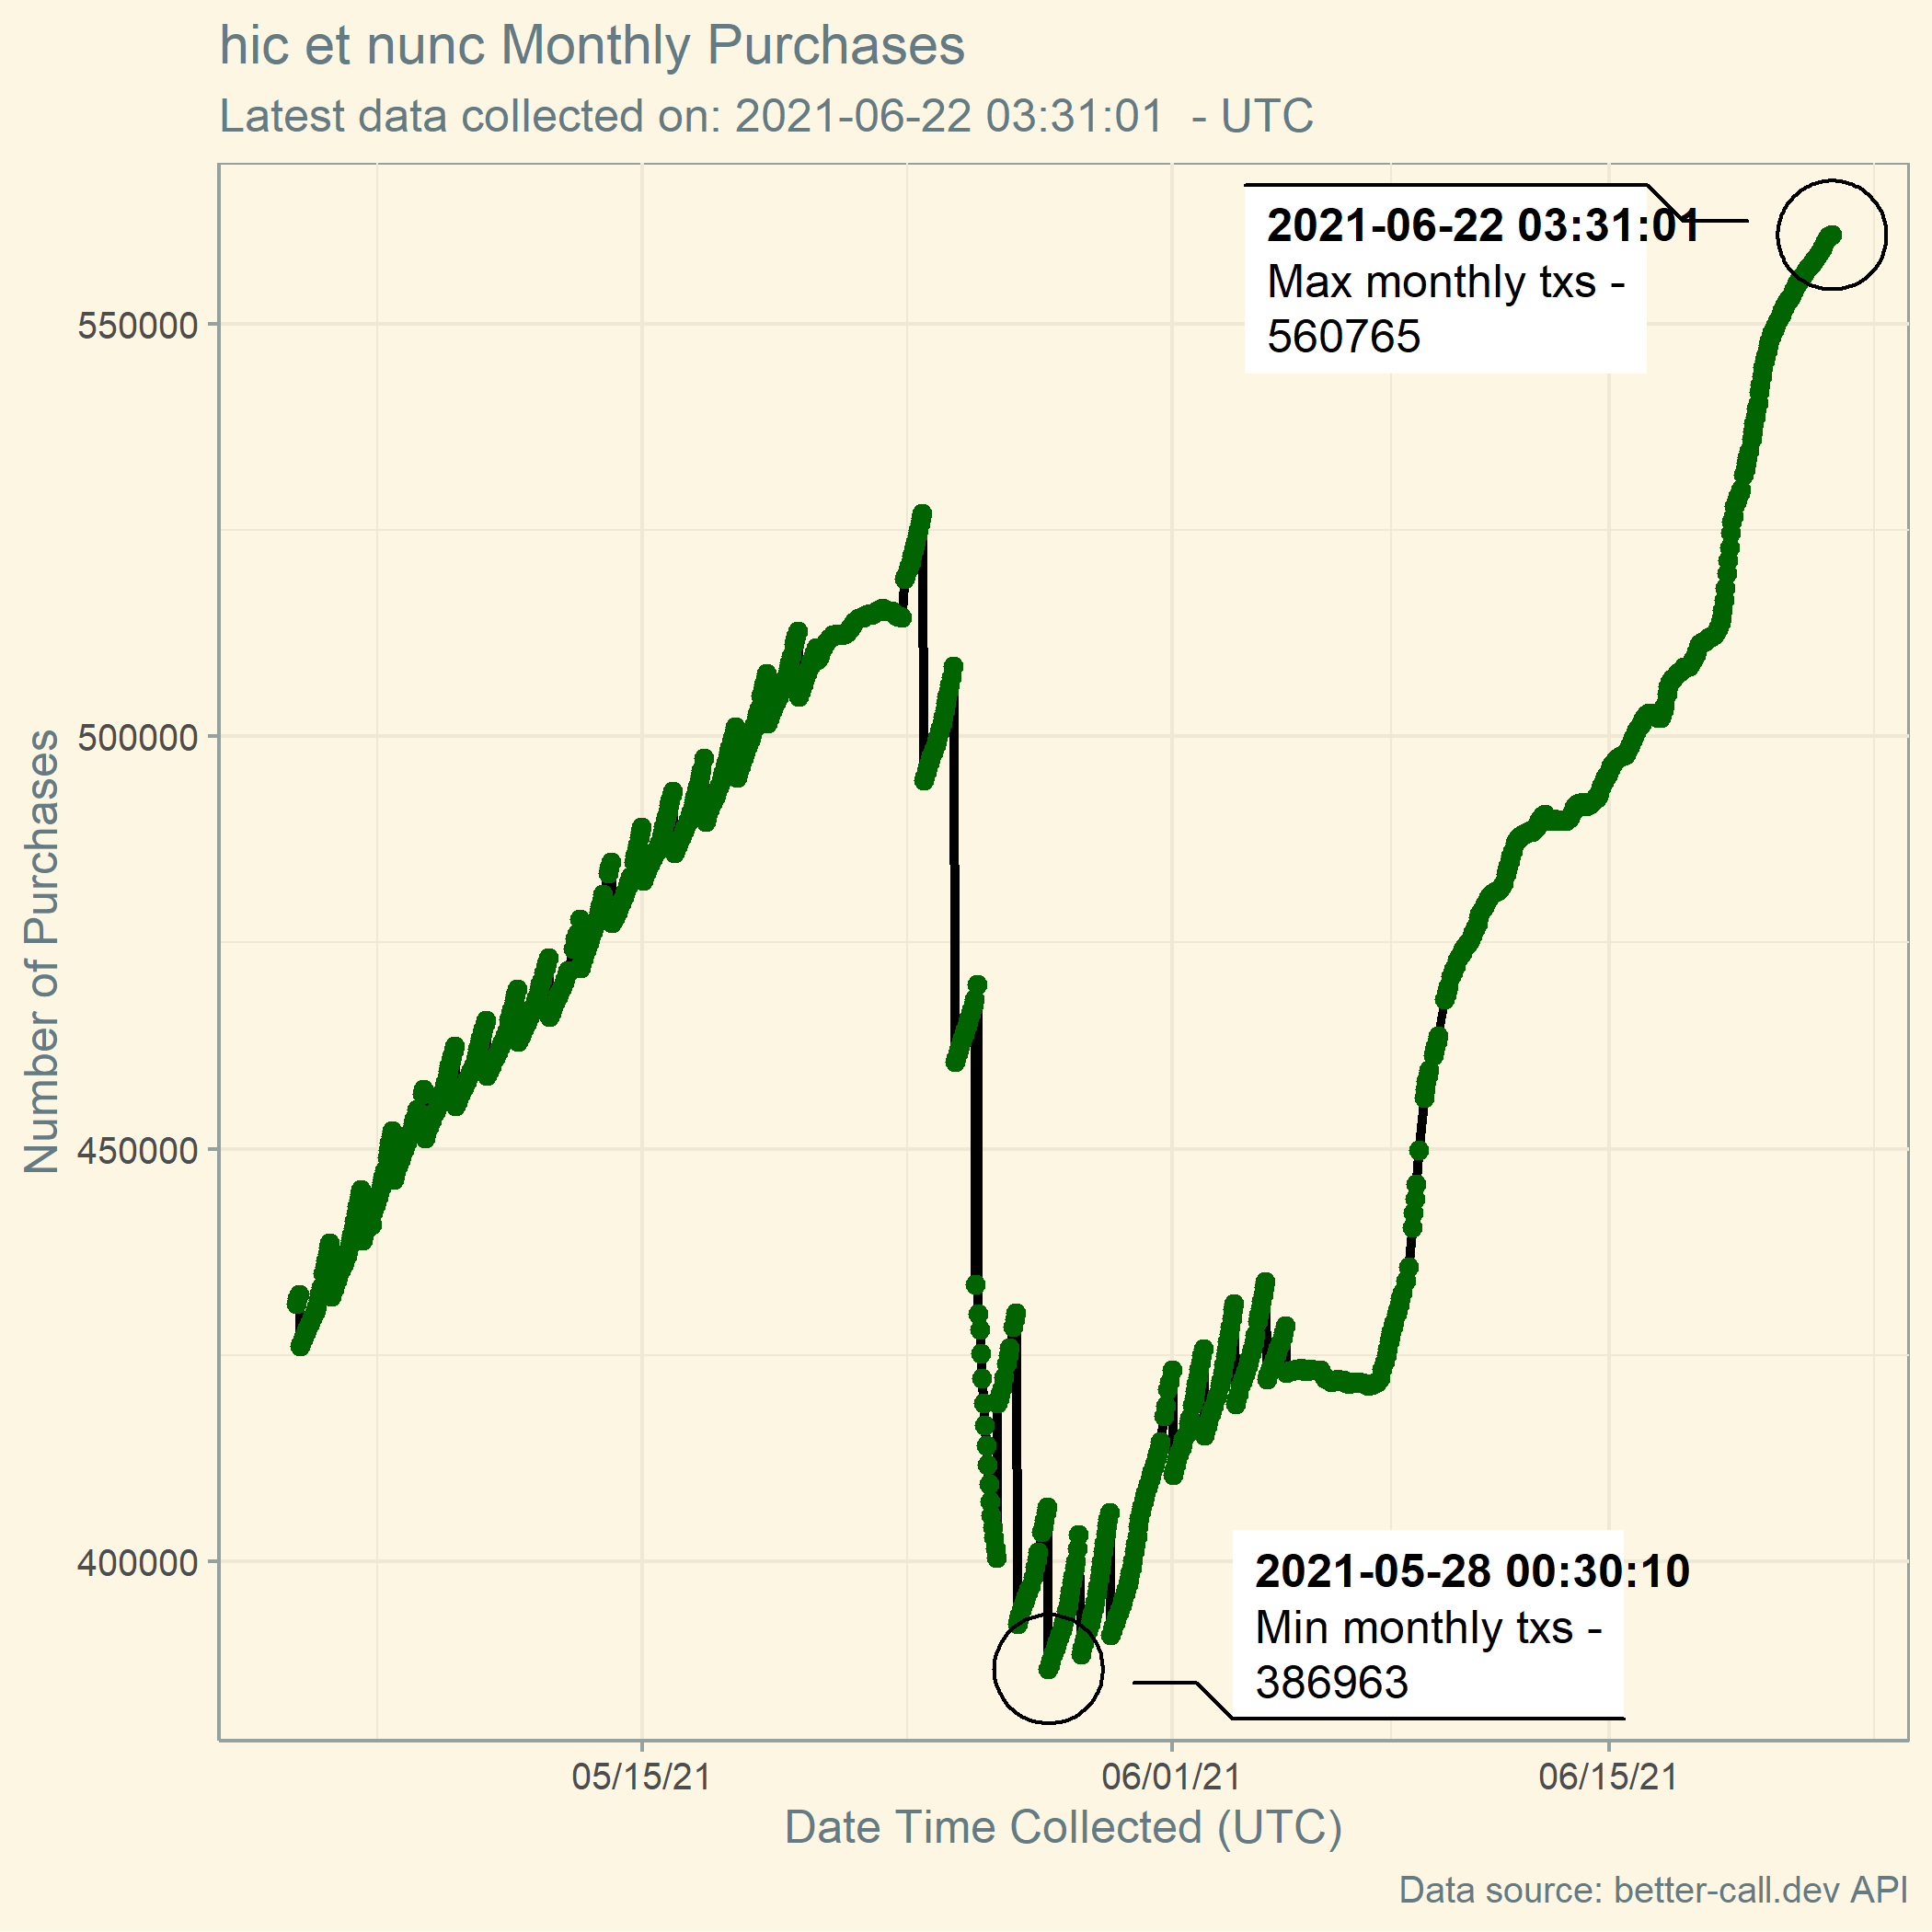 hic et nunc Monthly Purchases
Latest data collected on: 2021-06-22 03:31:01  - UTC
2021-06-22 03:31:01
Max monthly txs -
560765
550000
500000
450000
400000
Number of Purchases
2021-05-28 00:30:10
Min monthly txs -
386963
05/15/21
06/01/21
06/15/21
Date Time Collected (UTC)
Data source: better-call.dev API